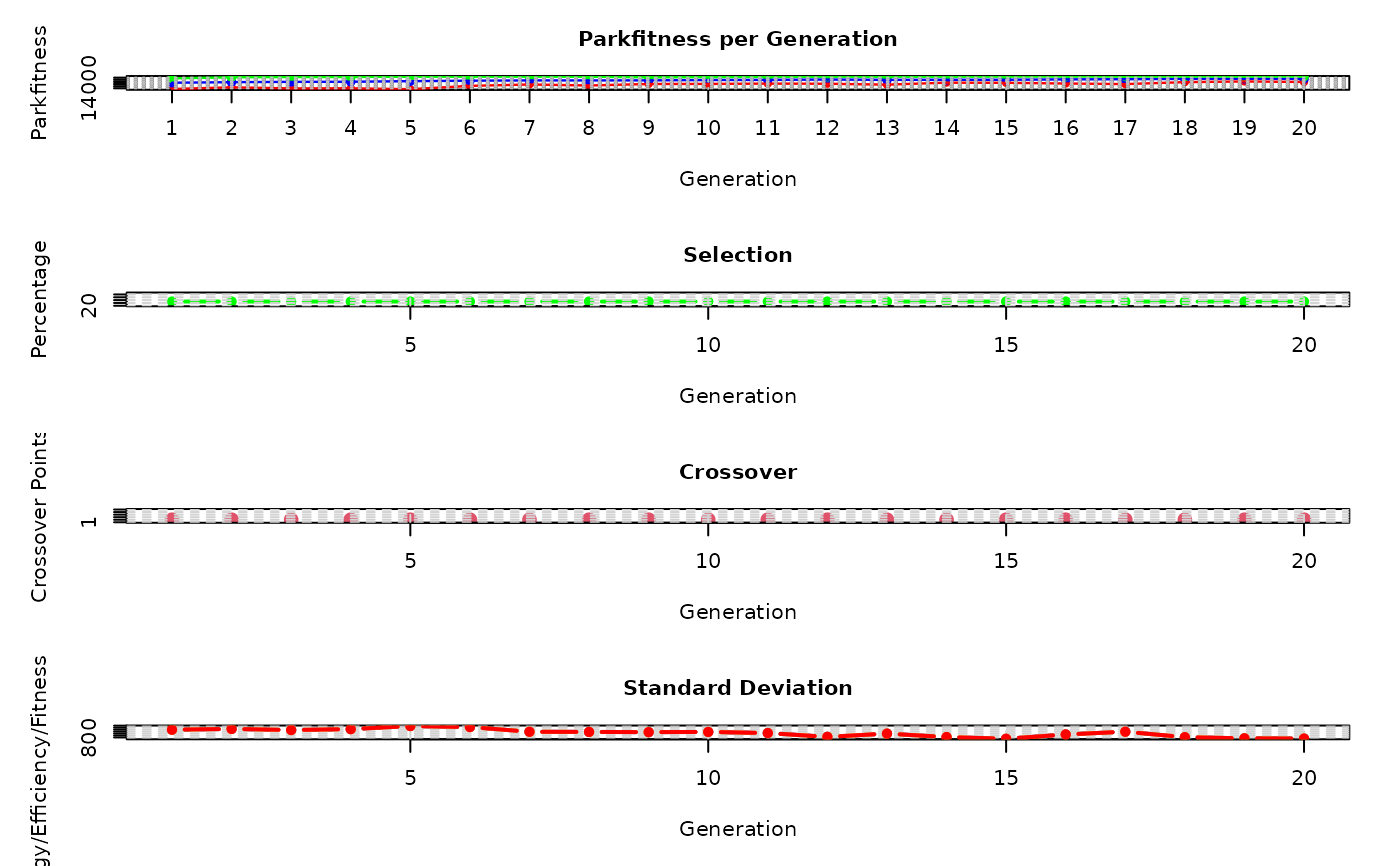 Parkfitness per Generation
Parkfitness
14000
1 2 3 4 5 6 7 8 9 10 11 12 13 14 15 16 17 18 19 20
Generation
Selection
Percentage
20
5 10 15 20
Generation
Crossover
Crossover Points
1
5 10 15 20
Generation
Standard Deviation
gy/Efficiency/Fitness
800
5 10 15 20
Generation